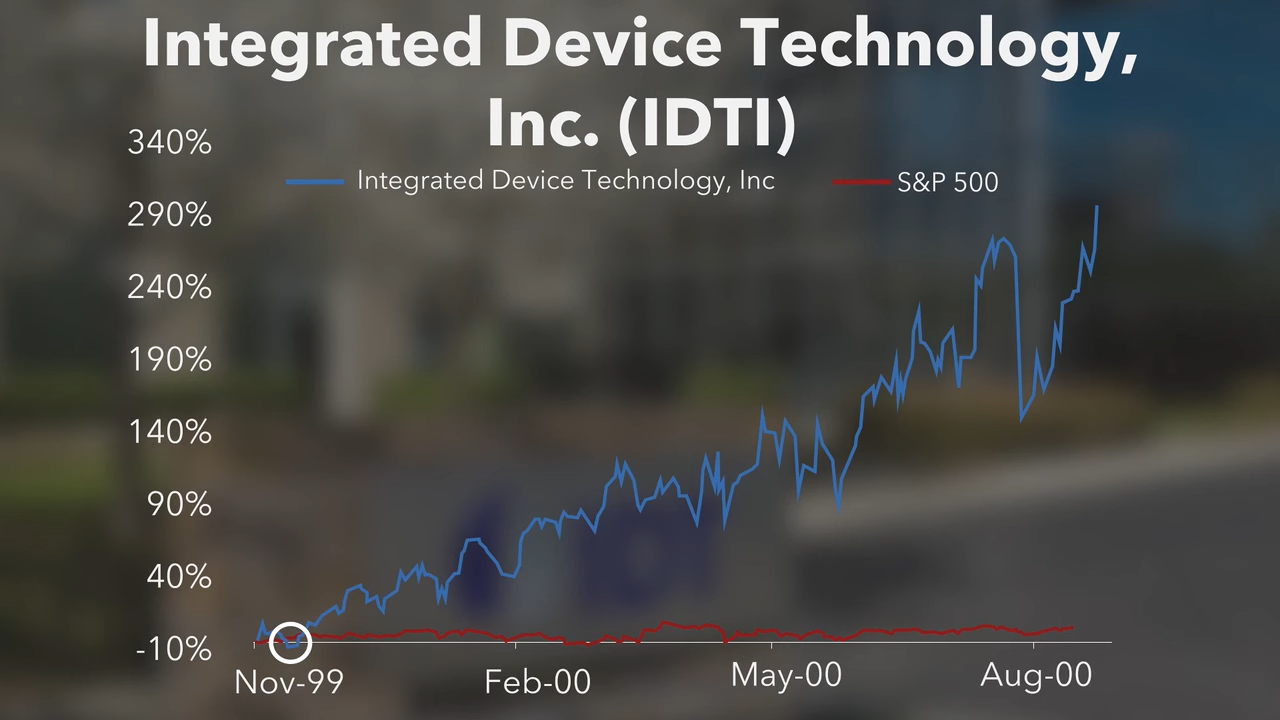 Integrated Device Technology,
Inc. (IDTI)
340%
Integrated Device Technology, Inc
S&P 500
290%
240%
190%
140%
90%
40%
-10%
Nov-99
Feb-00
May-00
Aug-00